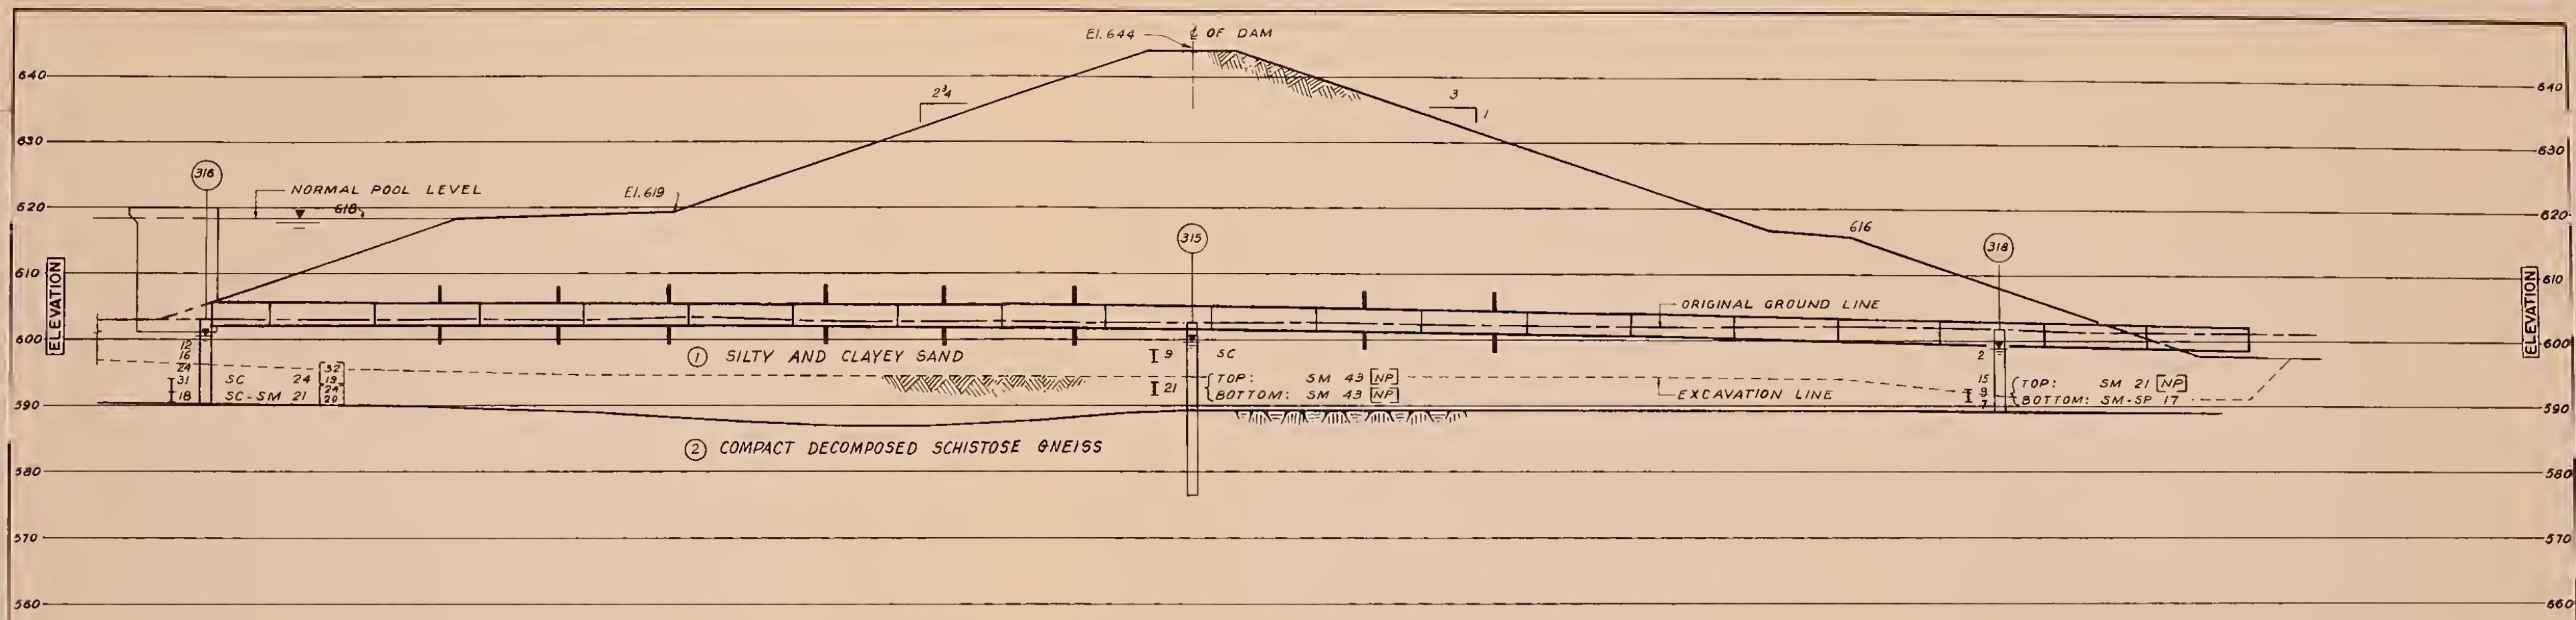 El. 644 ℄ OF DAM
640 640
2¾ 3
1
630 630
316
NORMAL POOL LEVEL El. 619
620 618 620
616
315 318
610 610
ELEVATION ELEVATION
ORIGINAL GROUND LINE
600 600
12
16 ① SILTY AND CLAYEY SAND 9 SC 2
24 32
31 SC 24 19 TOP: SM 43 [NP] 15 TOP: SM 21 [NP]
24 21 9
18 SC-SM 21 20 BOTTOM: SM 43 [NP] EXCAVATION LINE 7 BOTTOM: SM-SP 17
590 590
② COMPACT DECOMPOSED SCHISTOSE GNEISS
580 580
570 570
560 560